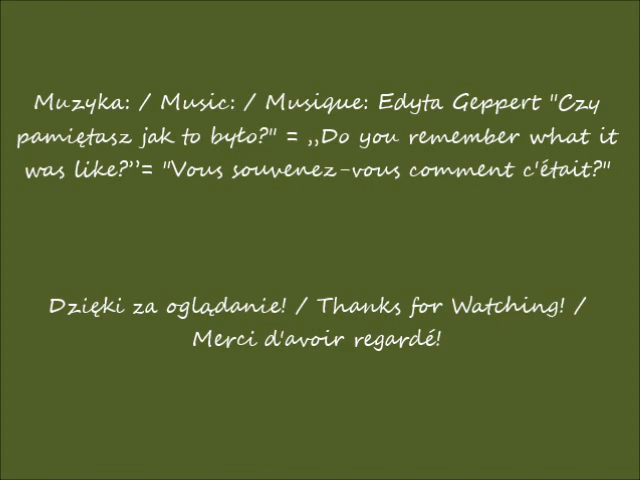 Muzyka: / Music: / Musique: Edyta Geppert "Czy
pamiętasz jak to było?" = „Do you remember what it
was like?”= "Vous souvenez-vous comment c'était?"
Dzięki za oglądanie! / Thanks for Watching! /
Merci d'avoir regardé!